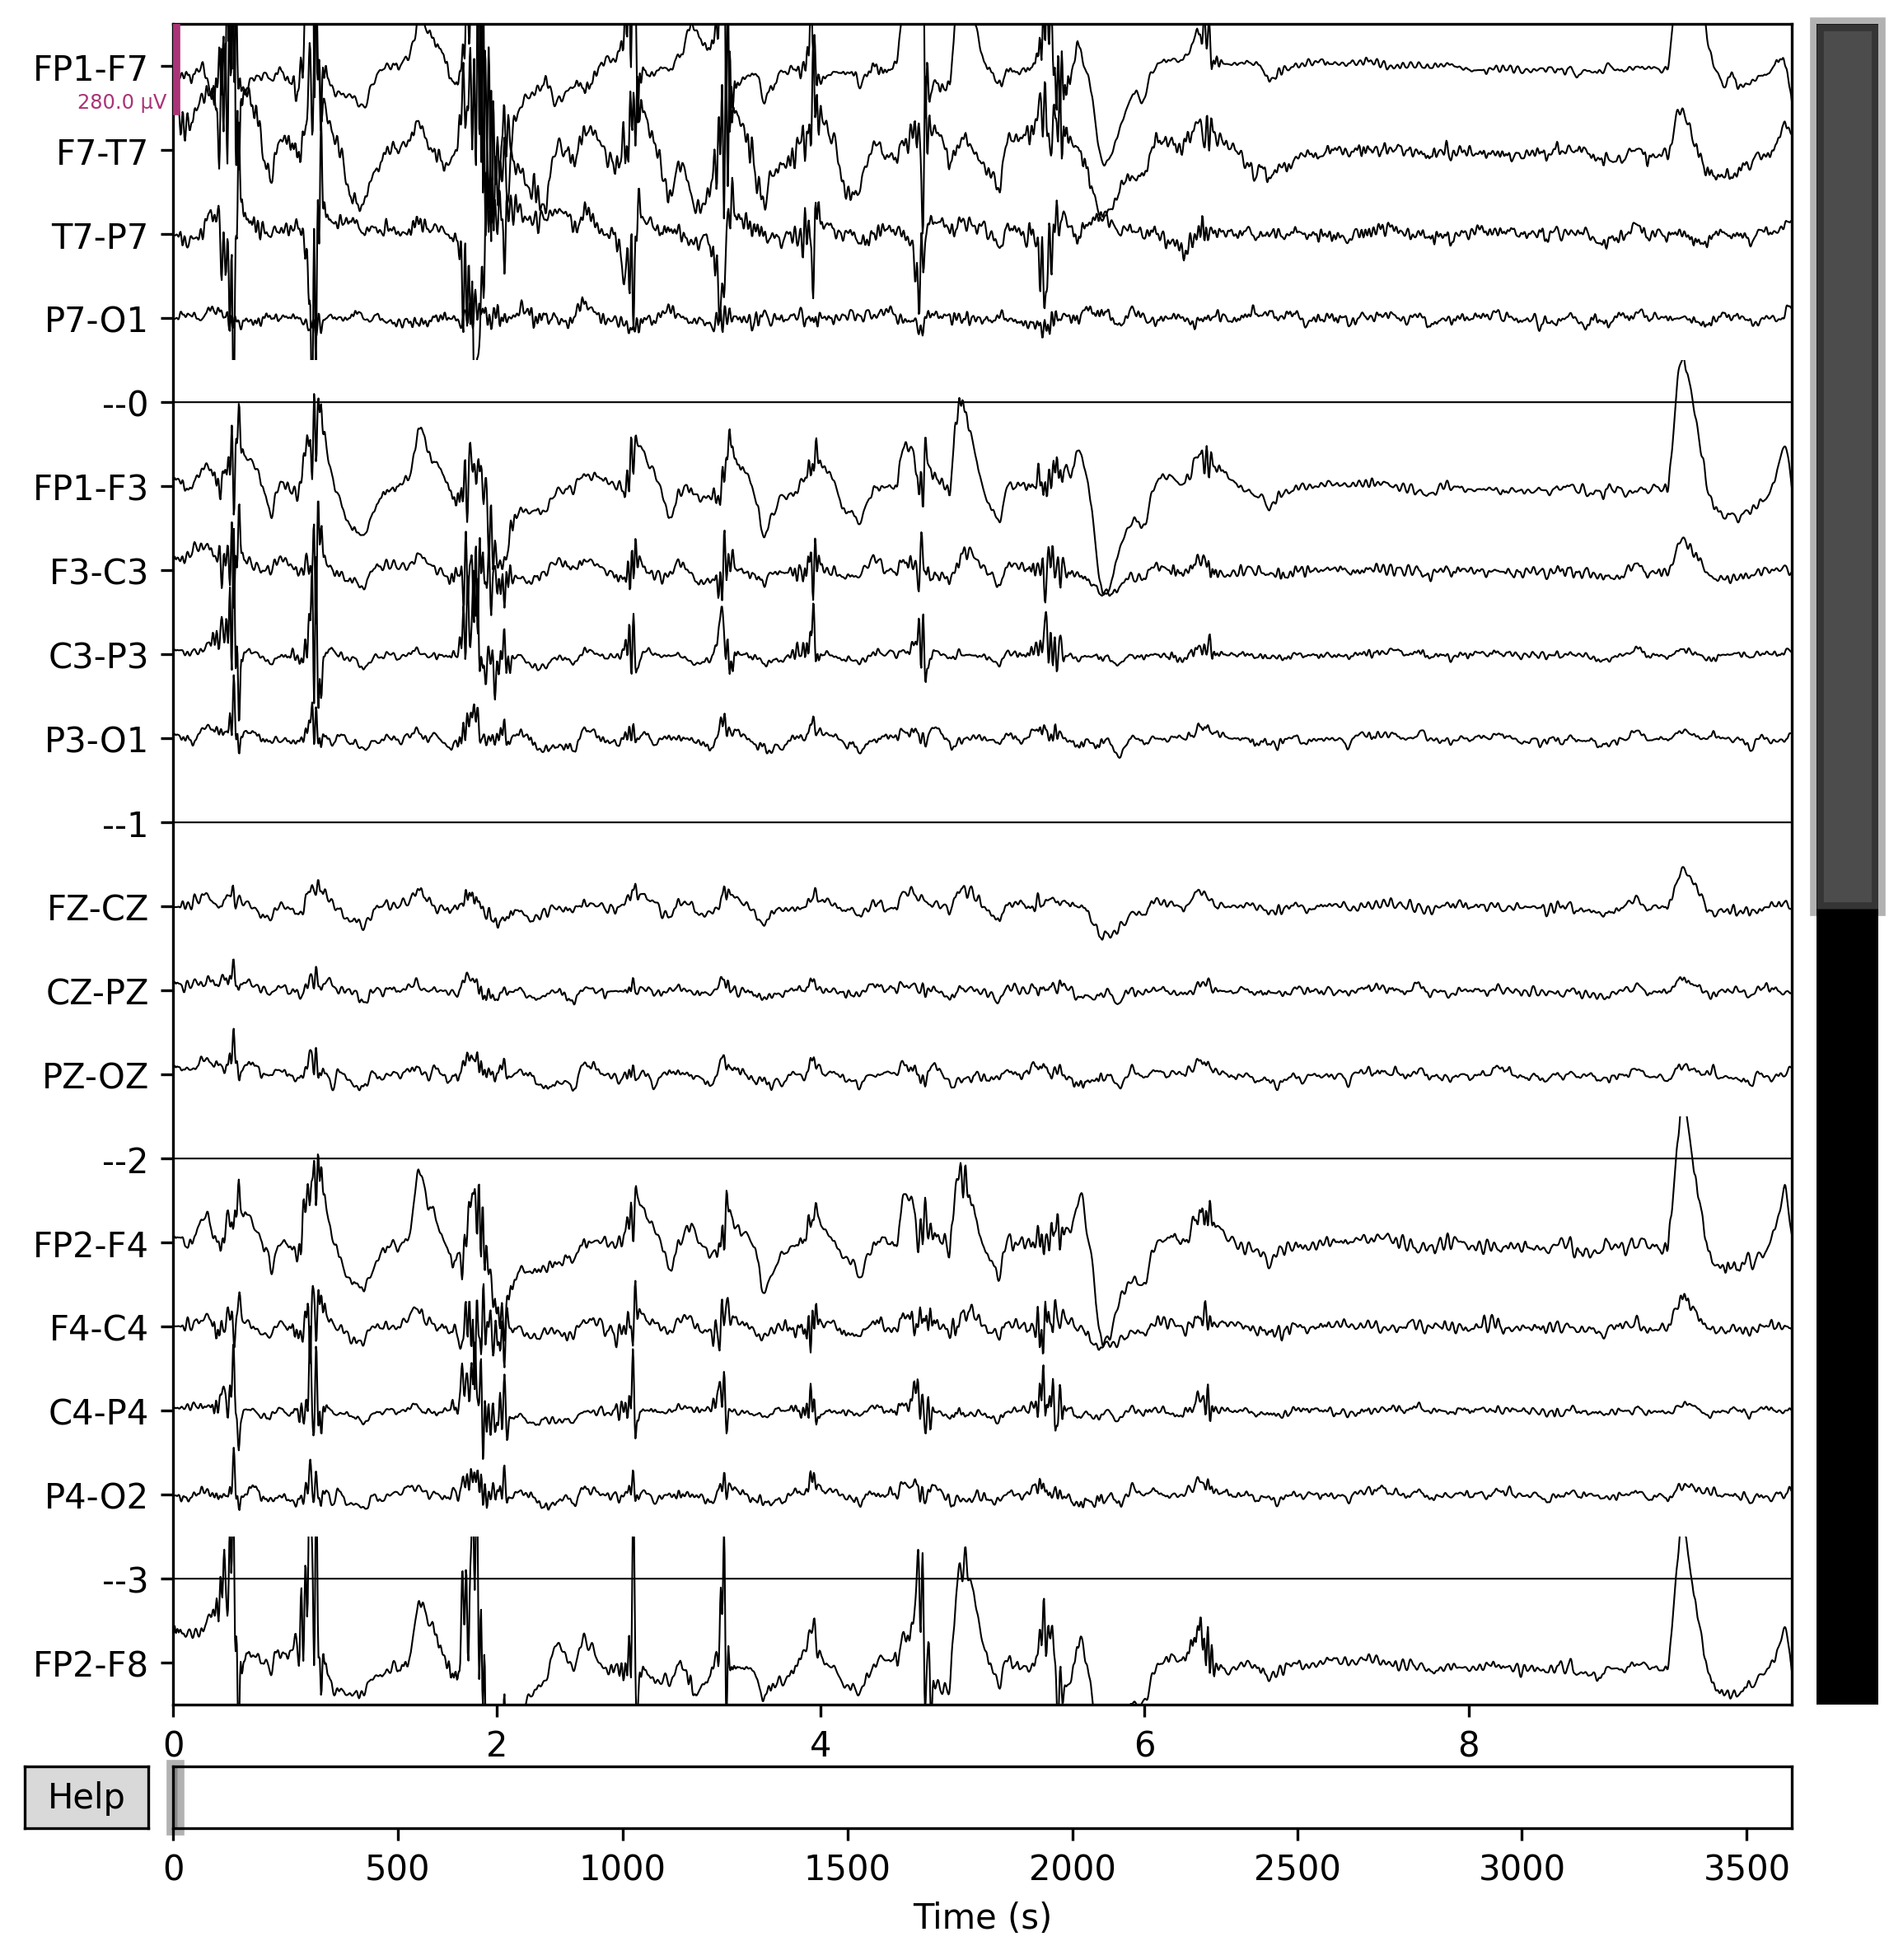 FP1-F7
280.0 µV
F7-T7
T7-P7
P7-O1
--0
FP1-F3
F3-C3
C3-P3
P3-O1
--1
FZ-CZ
CZ-PZ
PZ-OZ
--2
FP2-F4
F4-C4
C4-P4
P4-O2
--3
FP2-F8
0 2 4 6 8
Help
0 500 1000 1500 2000 2500 3000 3500
Time (s)